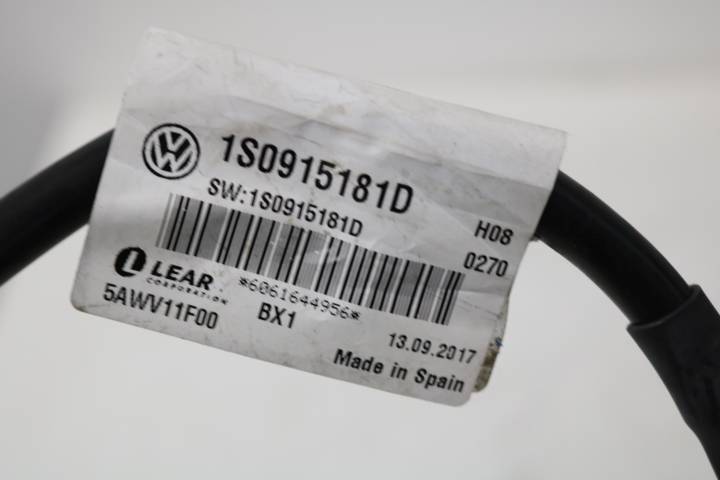 1S0915181D
SW:1S0915181D
H08
0270
LEAR
CORPORATION
*6061644956*
5AWV11F00
BX1
13.09.2017
Made in Spain